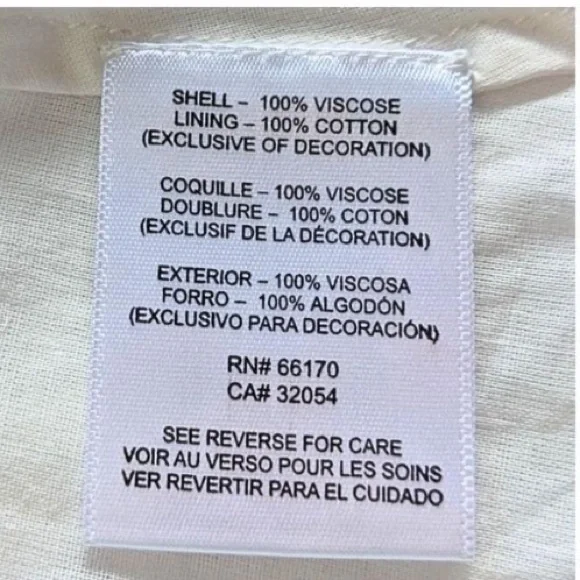 SHELL – 100% VISCOSE
LINING – 100% COTTON
(EXCLUSIVE OF DECORATION)
COQUILLE – 100% VISCOSE
DOUBLURE – 100% COTON
(EXCLUSIF DE LA DÉCORATION)
EXTERIOR – 100% VISCOSA
FORRO – 100% ALGODÓN
(EXCLUSIVO PARA DECORACIÓN)
RN# 66170
CA# 32054
SEE REVERSE FOR CARE
VOIR AU VERSO POUR LES SOINS
VER REVERTIR PARA EL CUIDADO